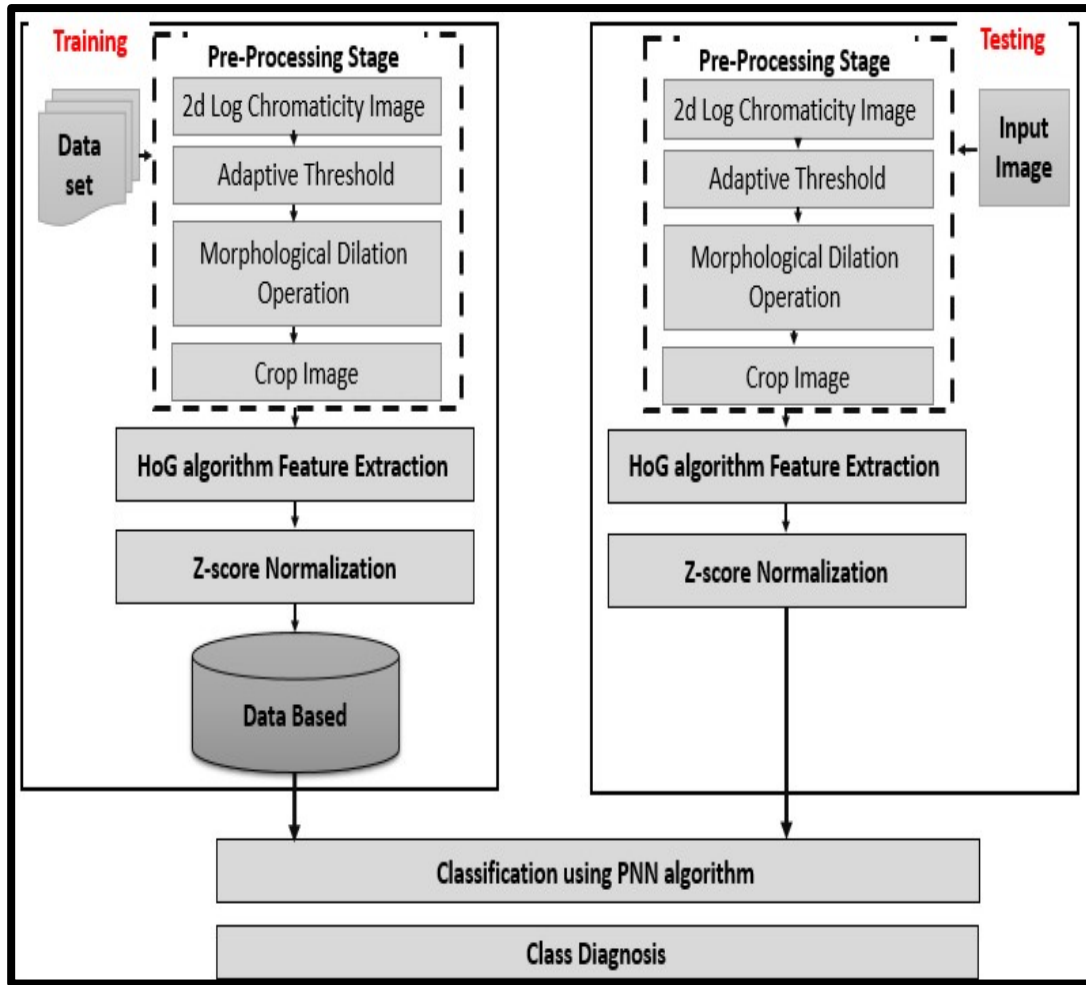 Training
Pre-Processing Stage
2d Log Chromaticity Image
Data
set
Adaptive Threshold
Morphological Dilation
Operation
Crop Image
HoG algorithm Feature Extraction
Z-score Normalization
Data Based
Testing
Pre-Processing Stage
2d Log Chromaticity Image
Input
Image
Adaptive Threshold
Morphological Dilation
Operation
Crop Image
HoG algorithm Feature Extraction
Z-score Normalization
Classification using PNN algorithm
Class Diagnosis